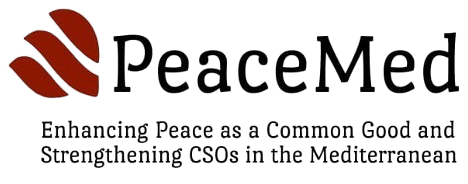 PeaceMed
Enhancing Peace as a Common Good and
Strengthening CSOs in the Mediterranean